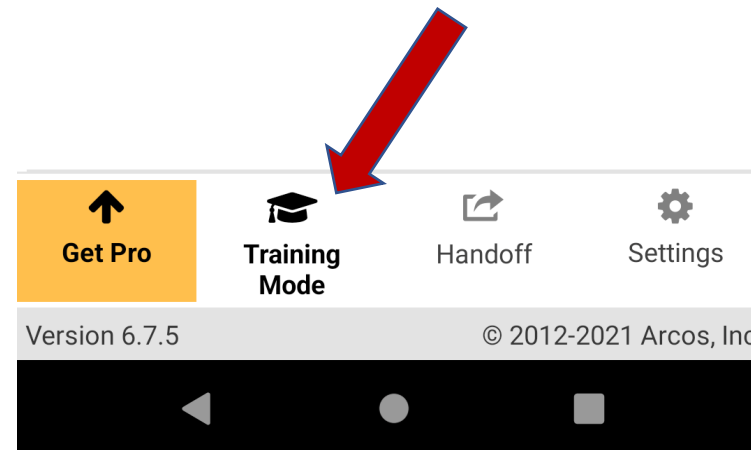 Get Pro
Training
Mode
Handoff
Settings
Version 6.7.5
© 2012-2021 Arcos, Inc